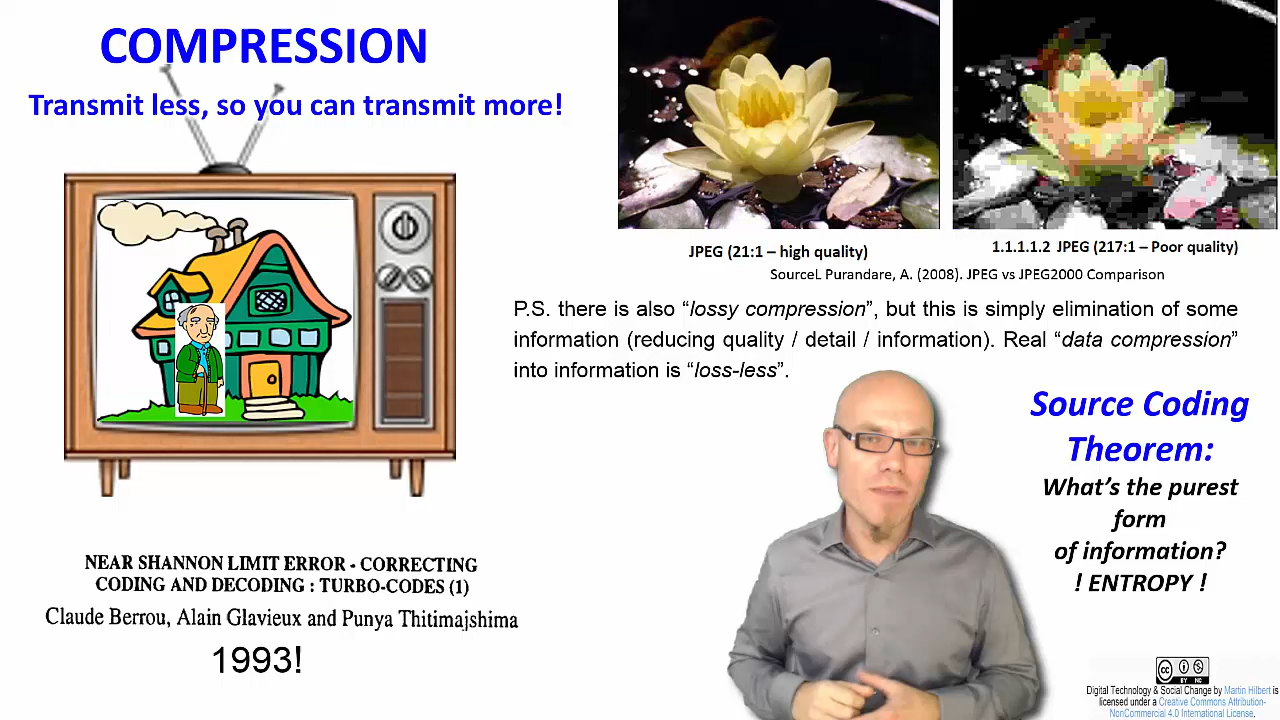 COMPRESSION
Transmit less, so you can transmit more!
JPEG (21:1 – high quality)
1.1.1.1.2 JPEG (217:1 – Poor quality)
SourceL Purandare, A. (2008). JPEG vs JPEG2000 Comparison
P.S. there is also “lossy compression”, but this is simply elimination of some
information (reducing quality / detail / information). Real “data compression”
into information is “loss-less”.
Source Coding
Theorem:
What’s the purest
form
of information?
! ENTROPY !
NEAR SHANNON LIMIT ERROR - CORRECTING
CODING AND DECODING : TURBO-CODES (1)
Claude Berrou, Alain Glavieux and Punya Thitimajshima
1993!
cc
BY NC
Digital Technology & Social Change by Martin Hilbert is
licensed under a Creative Commons Attribution-
NonCommercial 4.0 International License.